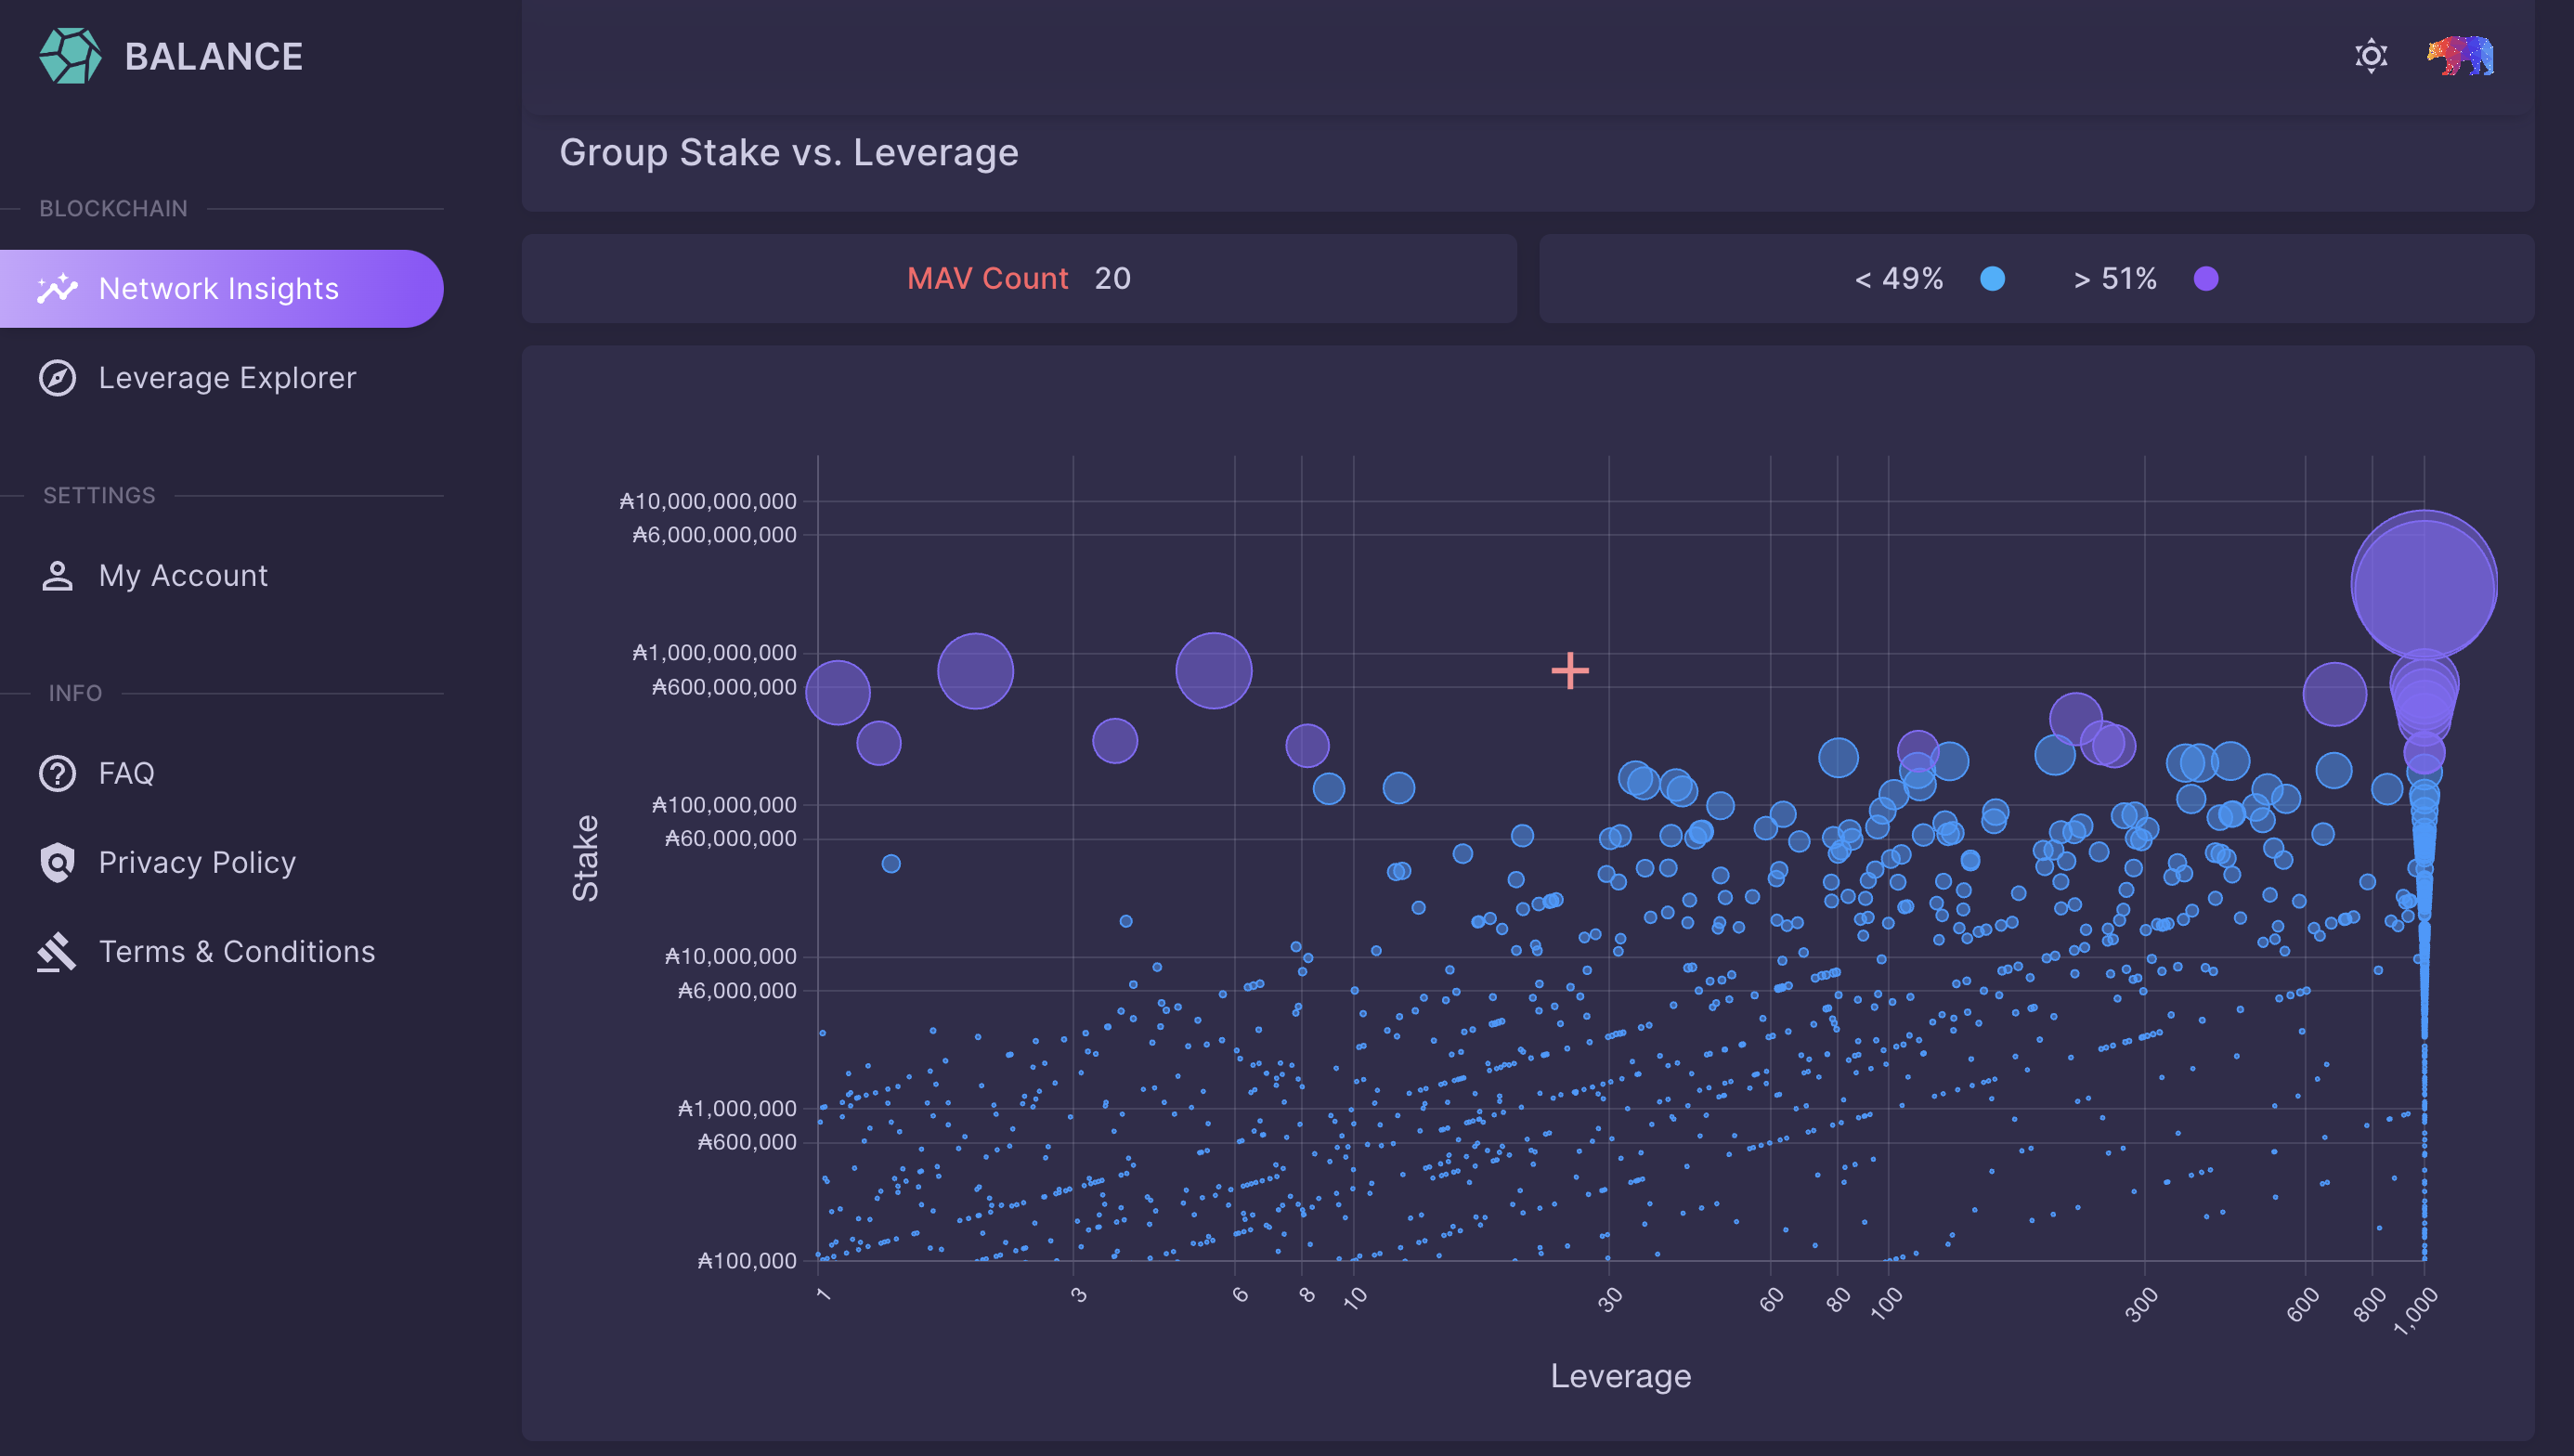 BALANCE
BLOCKCHAIN
Network Insights
Leverage Explorer
SETTINGS
My Account
INFO
FAQ
Privacy Policy
Terms & Conditions
Group Stake vs. Leverage
MAV Count 20
< 49% > 51%
Stake
₳10,000,000,000
₳6,000,000,000
₳1,000,000,000
₳600,000,000
₳100,000,000
₳60,000,000
₳10,000,000
₳6,000,000
₳1,000,000
₳600,000
₳100,000
1 3 6 8 10 30 60 80 100 300 600 800 1,000
Leverage